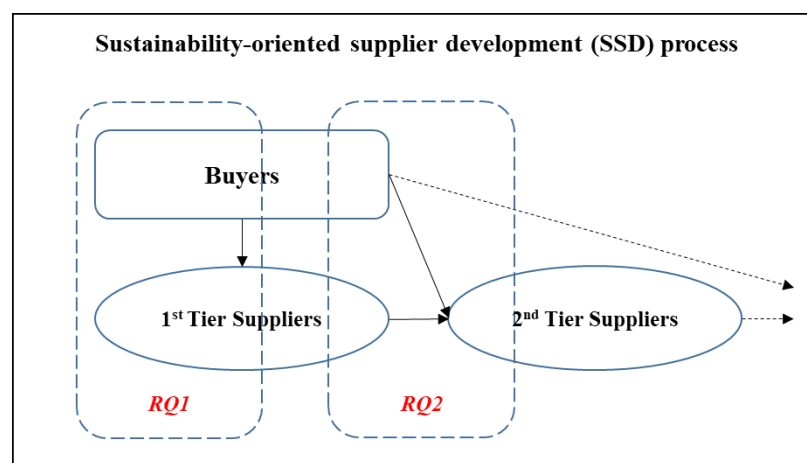 Sustainability-oriented supplier development (SSD) process
Buyers
1st Tier Suppliers
2nd Tier Suppliers
RQ1
RQ2